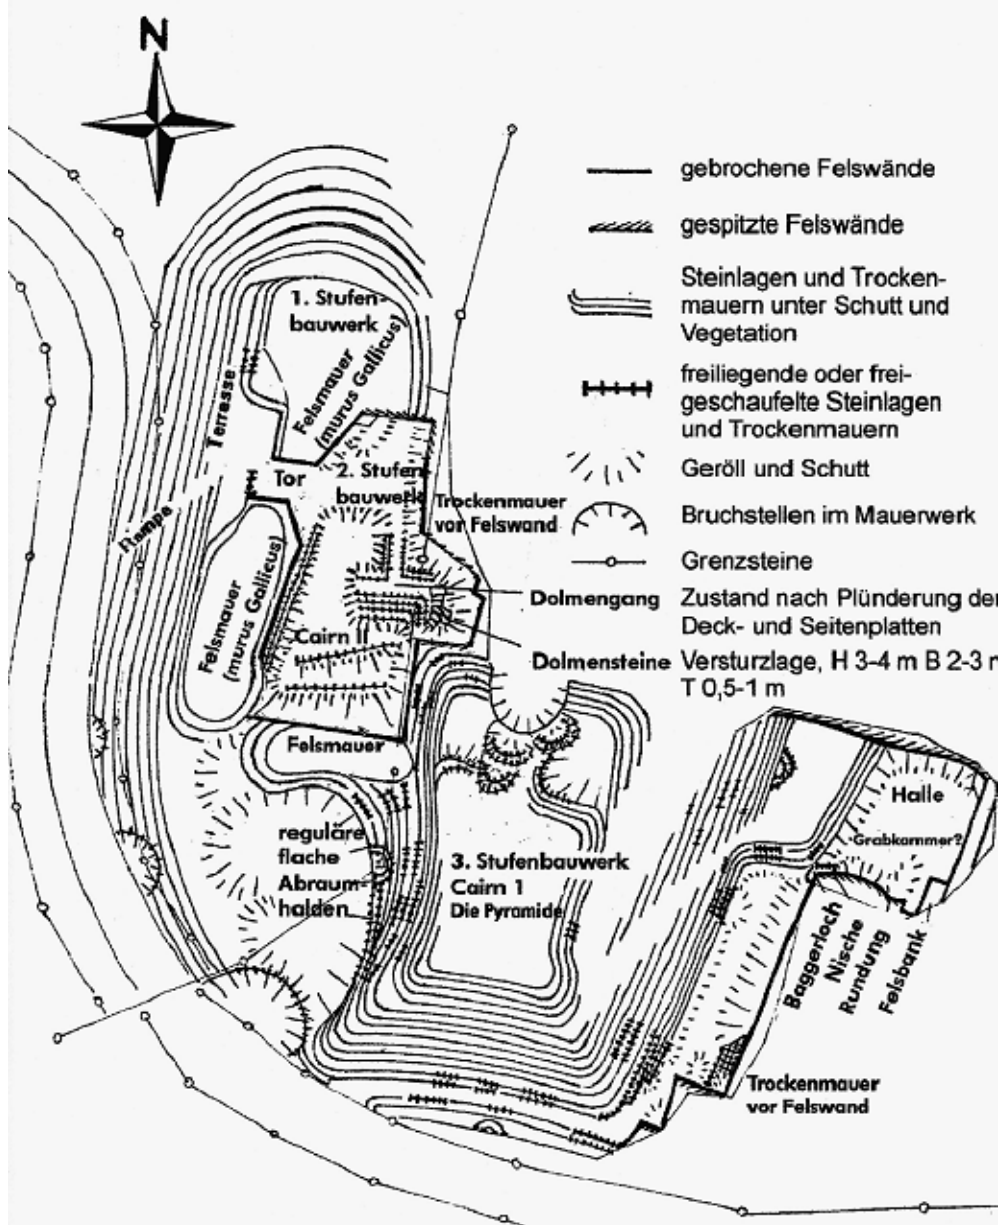 N
gebrochene Felswände
gespitzte Felswände
Steinlagen und Trocken-
mauern unter Schutt und
Vegetation
freiliegende oder frei-
geschaufelte Steinlagen
und Trockenmauern
Geröll und Schutt
Bruchstellen im Mauerwerk
Grenzsteine
Dolmengang
Zustand nach Plünderung der
Deck- und Seitenplatten
Dolmensteine
Versturzlage, H 3-4 m B 2-3 m
T 0,5-1 m
1. Stufen-
bauwerk
Felsmauer
(murus Gallicus)
Terrasse
Tor
2. Stufen
bauwerk
Trockenmauer
vor Felswand
Rampe
Felsmauer
(murus Gallicus)
Cairn II
Felsmauer
reguläre
flache
Abraum-
halden
3. Stufenbauwerk
Cairn 1
Die Pyramide
Halle
Grabkammer?
Baggerloch
Nische
Rundung
Felsbank
Trockenmauer
vor Felswand